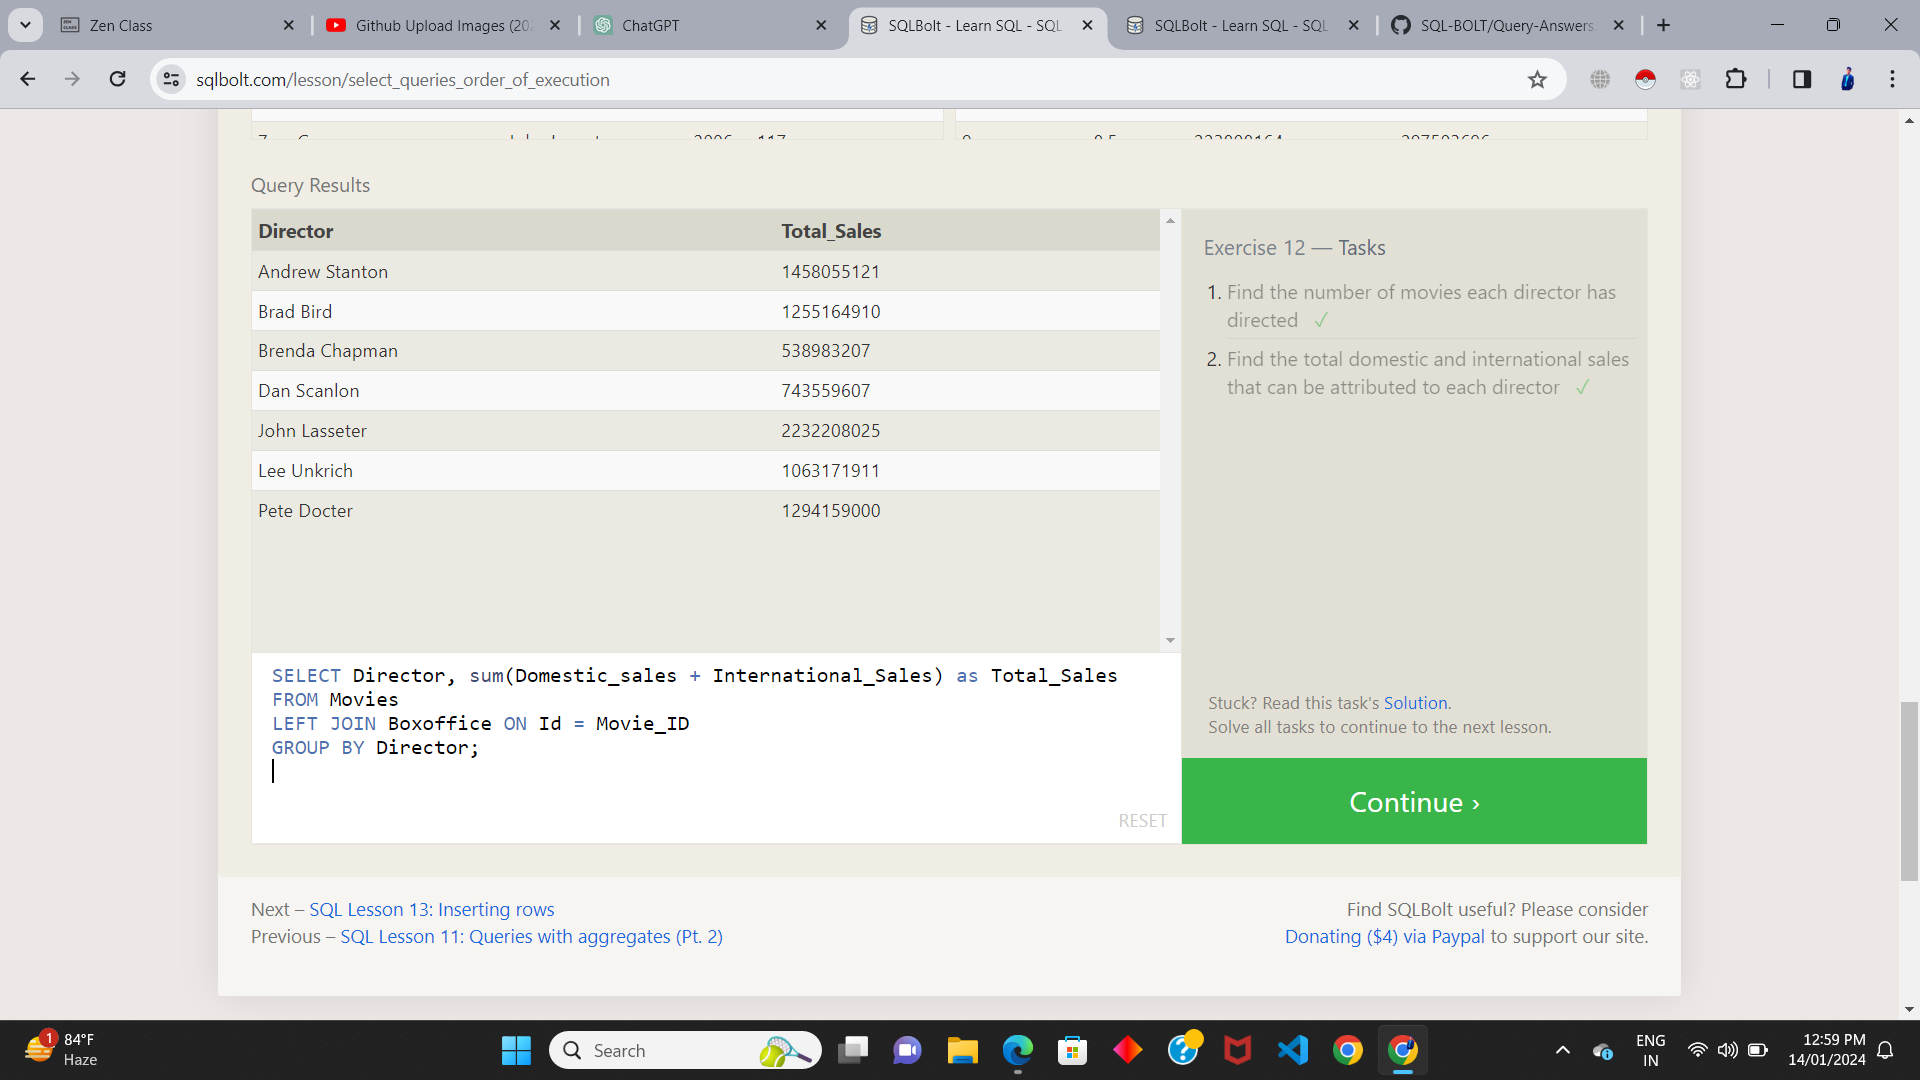 Zen Class
Github Upload Images (20
ChatGPT
SQLBolt - Learn SQL - SQL
SQLBolt - Learn SQL - SQL
SQL-BOLT/Query-Answers
sqlbolt.com/lesson/select_queries_order_of_execution
Query Results
Director Total_Sales
Andrew Stanton 1458055121
Brad Bird 1255164910
Brenda Chapman 538983207
Dan Scanlon 743559607
John Lasseter 2232208025
Lee Unkrich 1063171911
Pete Docter 1294159000
Exercise 12 — Tasks
1. Find the number of movies each director has
directed ✓
2. Find the total domestic and international sales
that can be attributed to each director ✓
SELECT Director, sum(Domestic_sales + International_Sales) as Total_Sales
FROM Movies
LEFT JOIN Boxoffice ON Id = Movie_ID
GROUP BY Director;
RESET
Stuck? Read this task's Solution.
Solve all tasks to continue to the next lesson.
Continue ›
Next – SQL Lesson 13: Inserting rows
Previous – SQL Lesson 11: Queries with aggregates (Pt. 2)
Find SQLBolt useful? Please consider
Donating ($4) via Paypal to support our site.
1
84°F
Haze
Search
ENG
IN
12:59 PM
14/01/2024